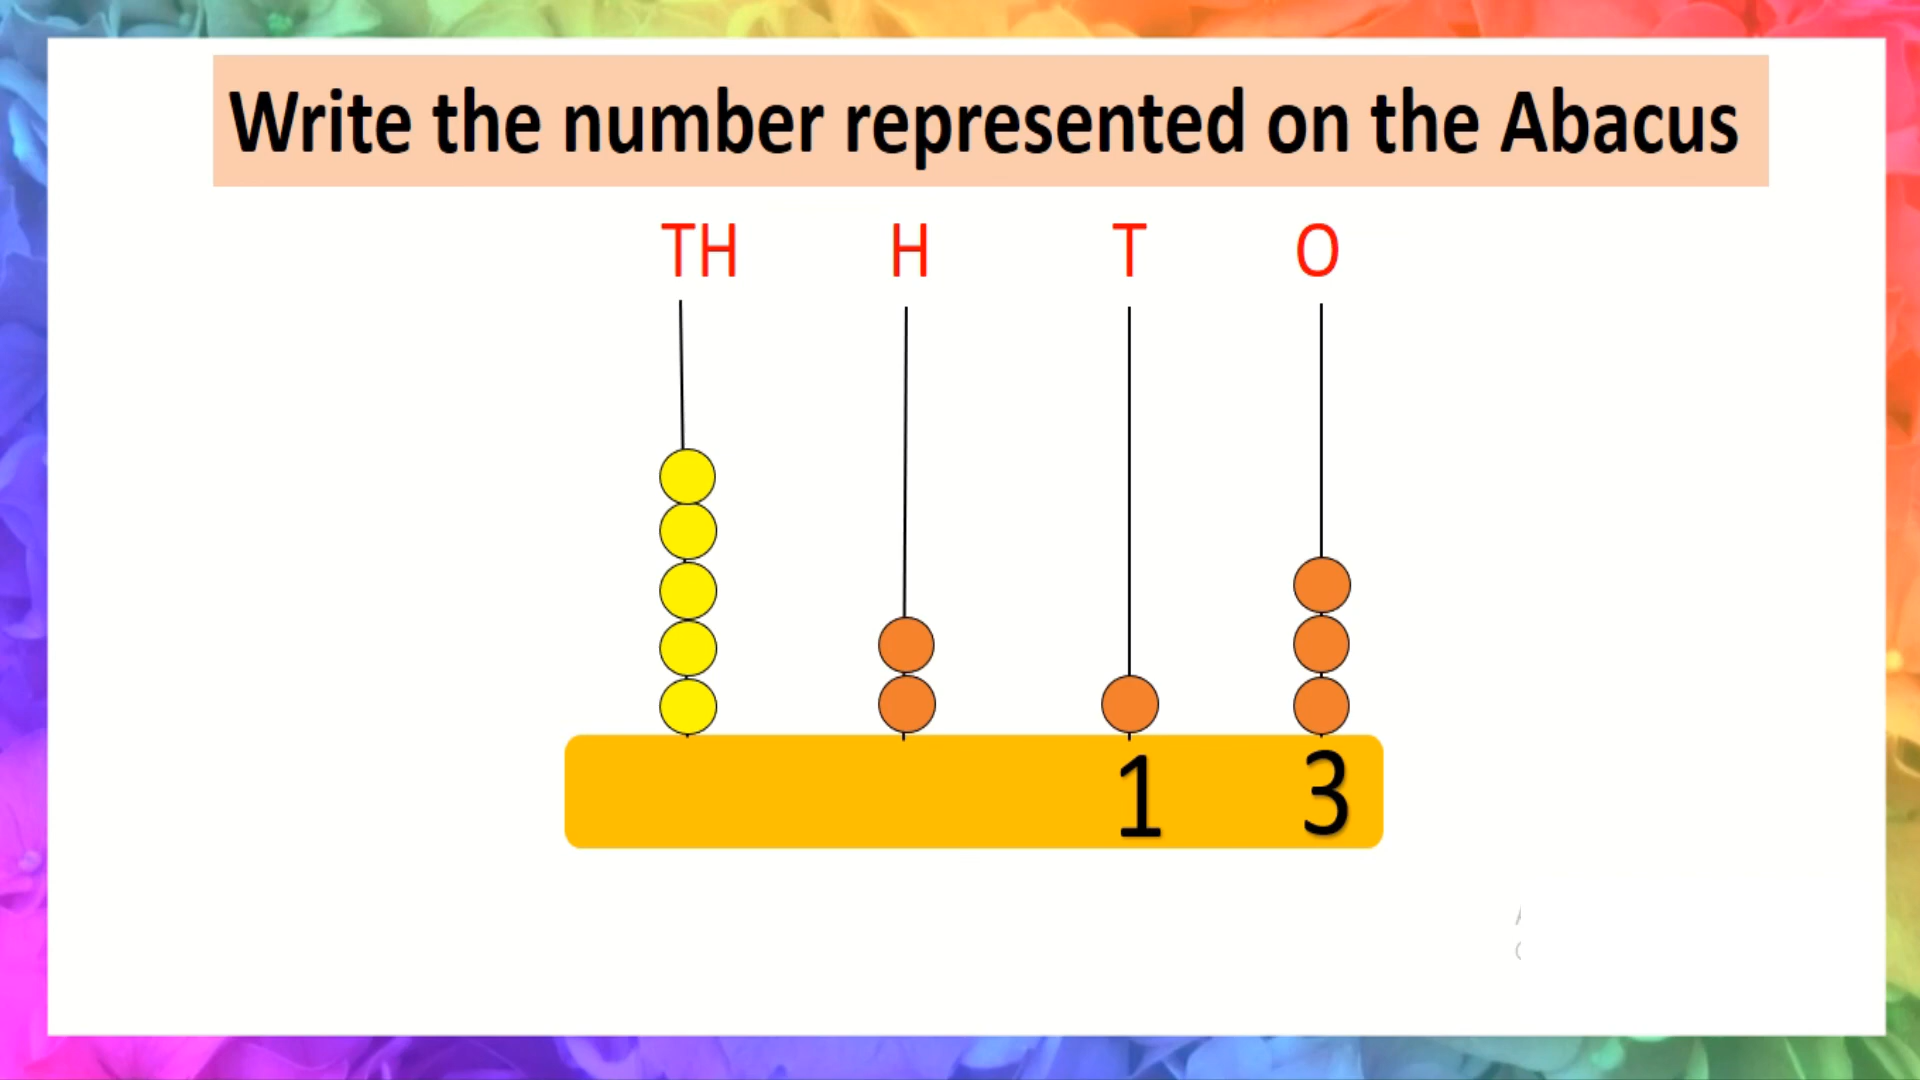 Write the number represented on the Abacus
TH H T O
1 3